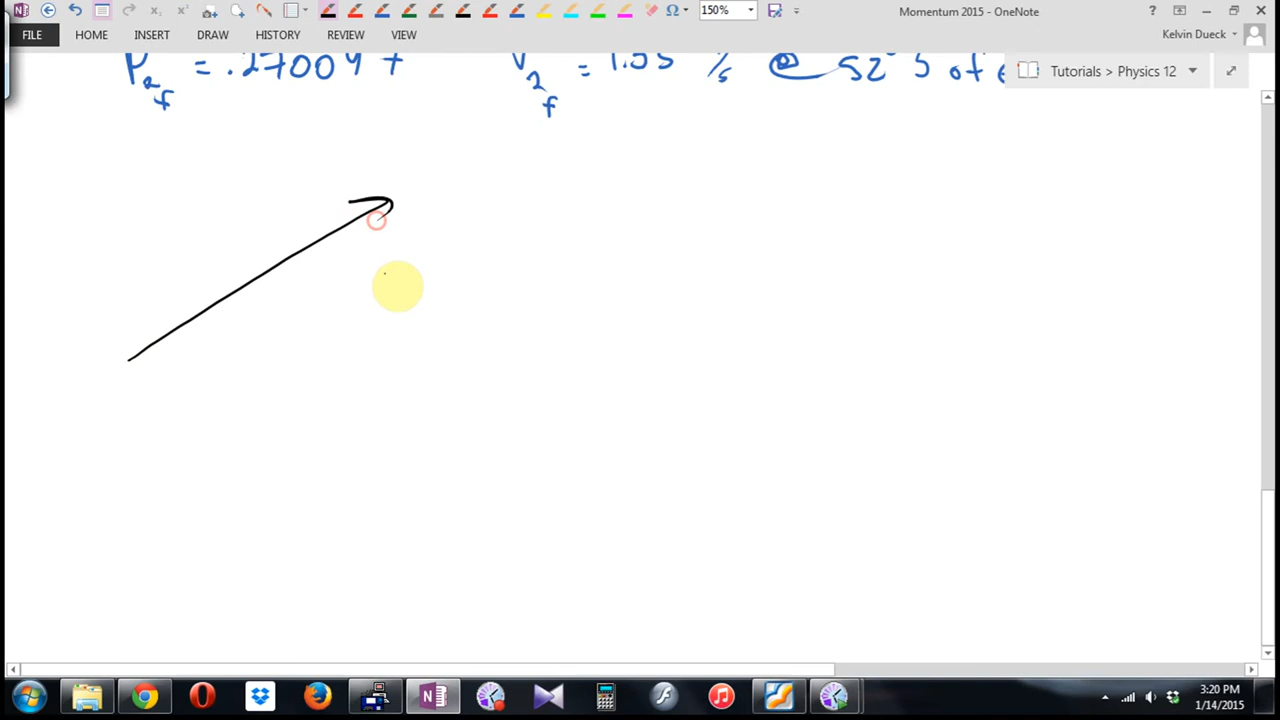 150%
Momentum 2015 - OneNote
FILE HOME INSERT DRAW HISTORY REVIEW VIEW
Kelvin Dueck
Tutorials > Physics 12
P2f = .27004
V2f = 1.55 /s @ 52° S of E
3:20 PM
1/14/2015